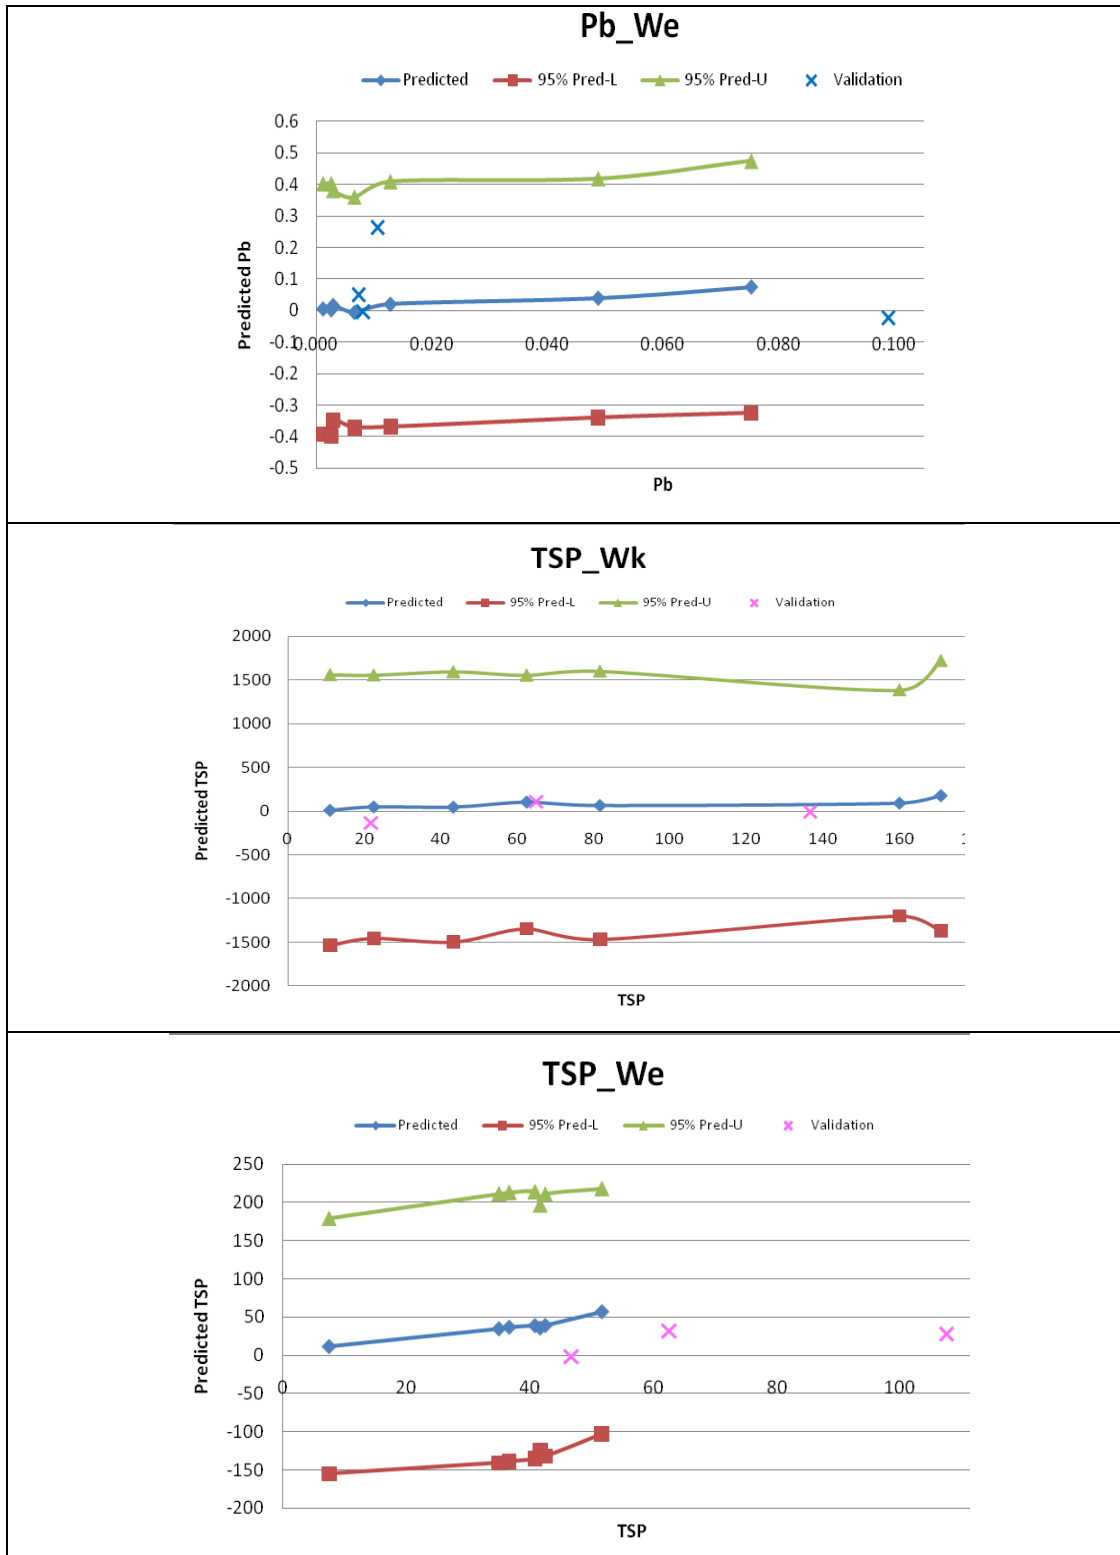 Pb_We
Predicted 95% Pred-L 95% Pred-U Validation
0.6
0.5
0.4
0.3
0.2
0.1
0
-0.1
-0.2
-0.3
-0.4
-0.5
0.000 0.020 0.040 0.060 0.080 0.100
Predicted Pb
Pb
TSP_Wk
Predicted 95% Pred-L 95% Pred-U Validation
2000
1500
1000
500
0
-500
-1000
-1500
-2000
0 20 40 60 80 100 120 140 160 1
Predicted TSP
TSP
TSP_We
Predicted 95% Pred-L 95% Pred-U Validation
250
200
150
100
50
0
-50
-100
-150
-200
0 20 40 60 80 100
Predicted TSP
TSP